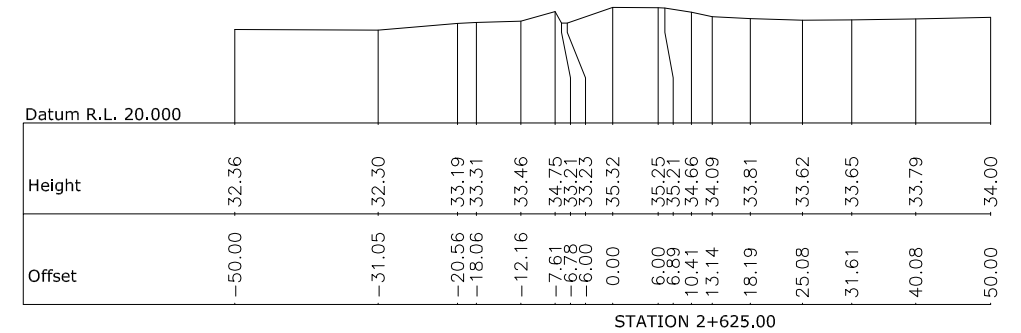 Datum R.L. 20.000
Height 32.36 32.30 33.19 33.31 33.46 34.75 33.21 33.23 35.32 35.25 35.21 34.66 34.09 33.81 33.62 33.65 33.79 34.00
Offset -50.00 -31.05 -20.56 -18.06 -12.16 -7.61 -6.78 -6.00 0.00 6.00 6.89 10.41 13.14 18.19 25.08 31.61 40.08 50.00
STATION 2+625.00